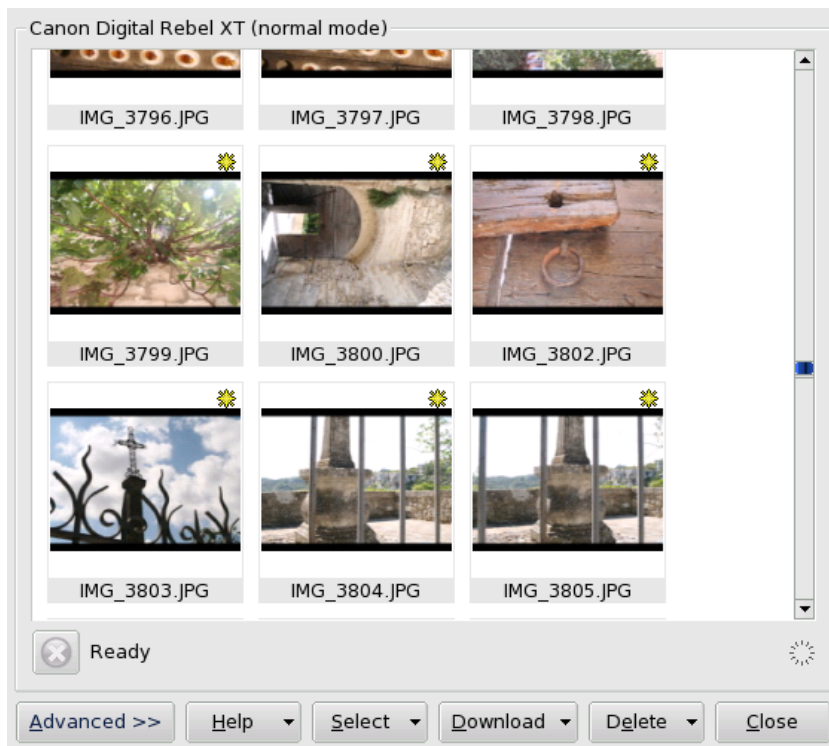 Canon Digital Rebel XT (normal mode)
IMG_3796.JPG IMG_3797.JPG IMG_3798.JPG
IMG_3799.JPG IMG_3800.JPG IMG_3802.JPG
IMG_3803.JPG IMG_3804.JPG IMG_3805.JPG
Ready
Advanced >> Help Select Download Delete Close